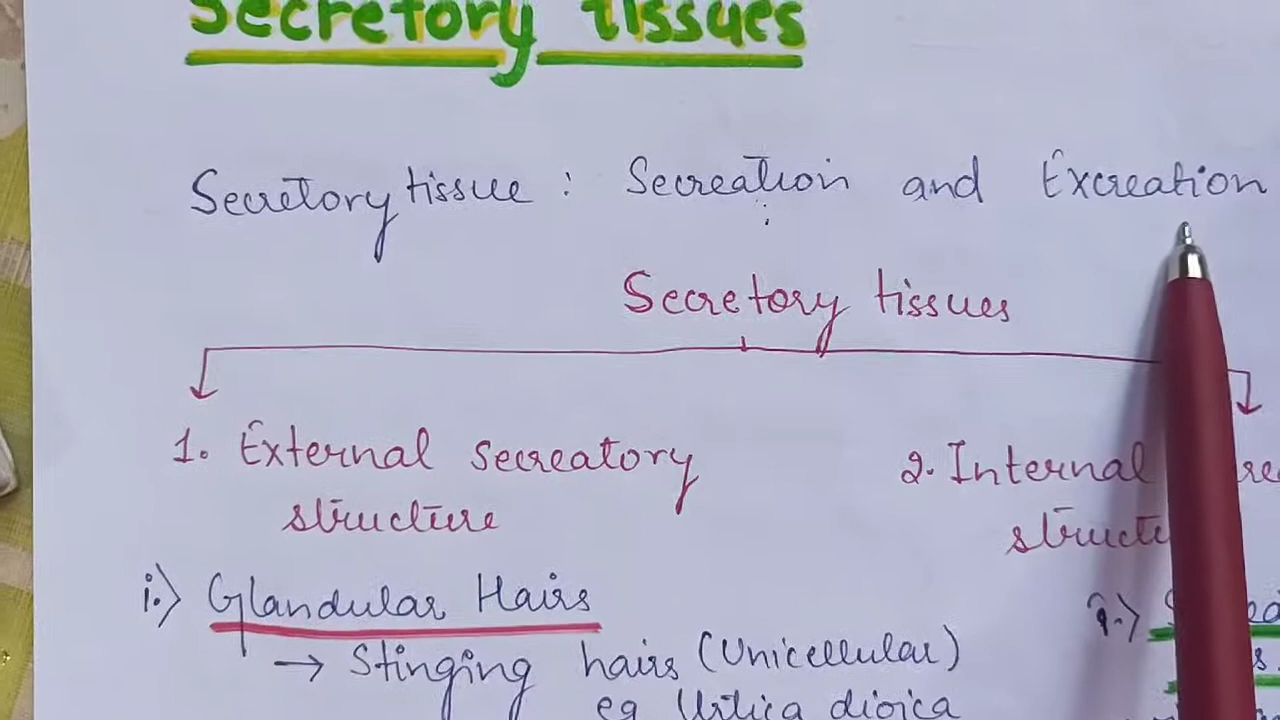 Secretory tissues
Secretory tissue : Secreation and Excreation
Secretory tissues
1. External secreatory
structure
2. Internal
i.) Glandular Hairs
→ Stinging hairs (Unicellular)
eg Urtica dioica